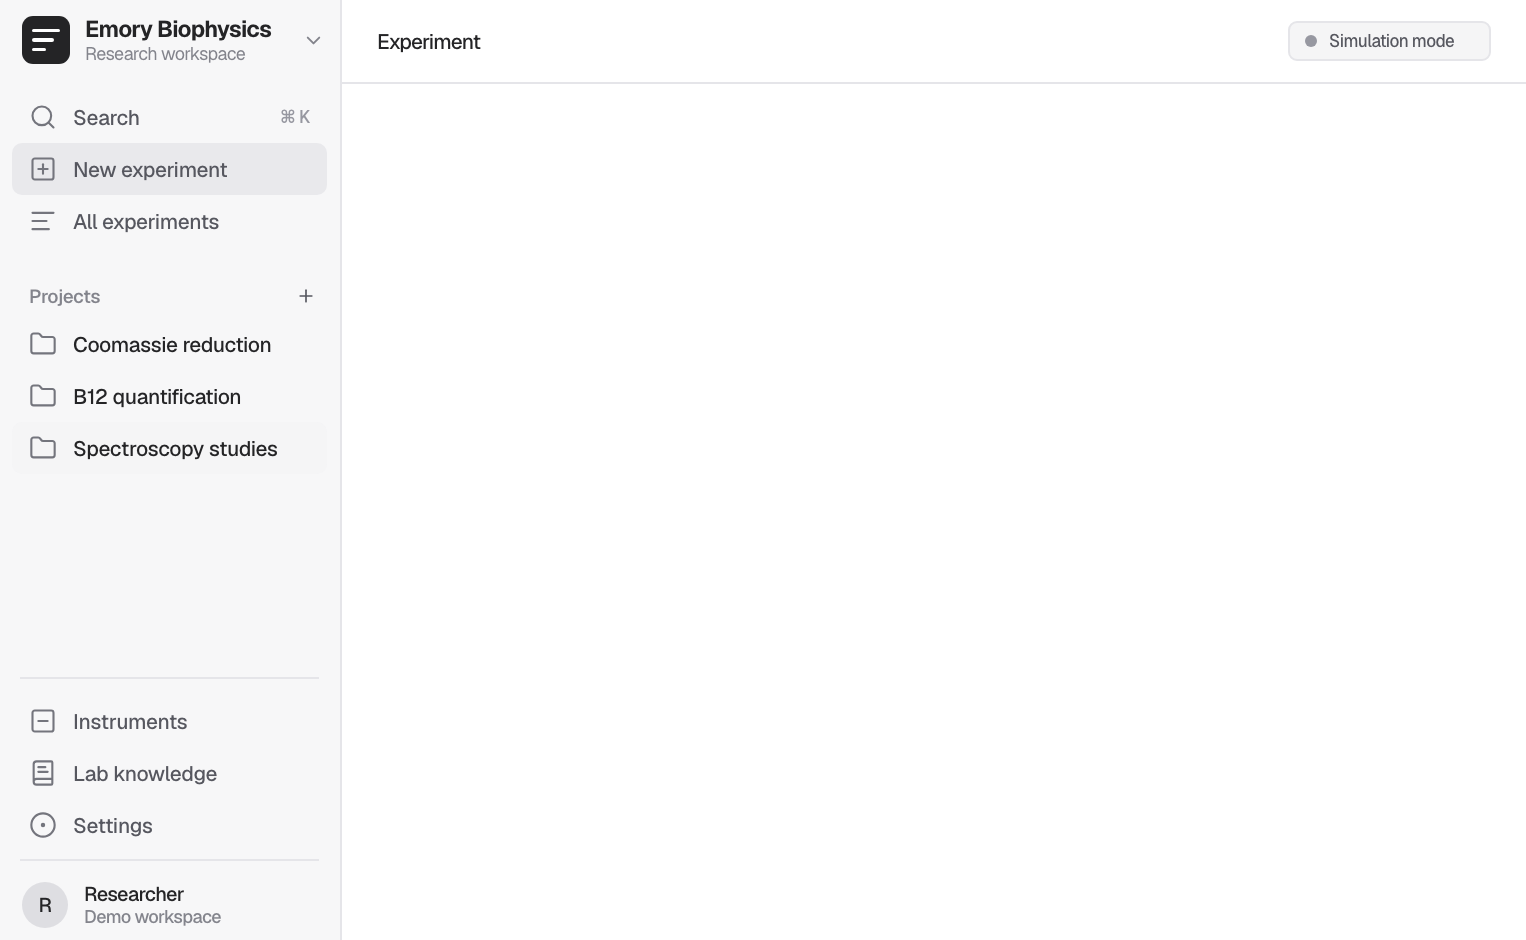 Emory Biophysics
Research workspace
Search ⌘ K
New experiment
All experiments
Projects +
Coomassie reduction
B12 quantification
Spectroscopy studies
Instruments
Lab knowledge
Settings
R
Researcher
Demo workspace
Experiment
Simulation mode